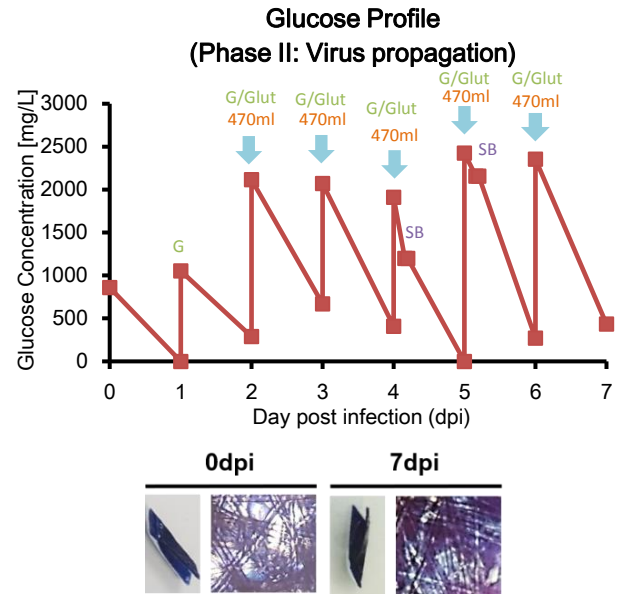 Glucose Profile
(Phase II: Virus propagation)
G/Glut
470ml
G/Glut
470ml
G/Glut
470ml
G/Glut
470ml
G/Glut
470ml
SB
SB
G
Glucose Concentration [mg/L]
3000
2500
2000
1500
1000
500
0
0 1 2 3 4 5 6 7
Day post infection (dpi)
0dpi 7dpi